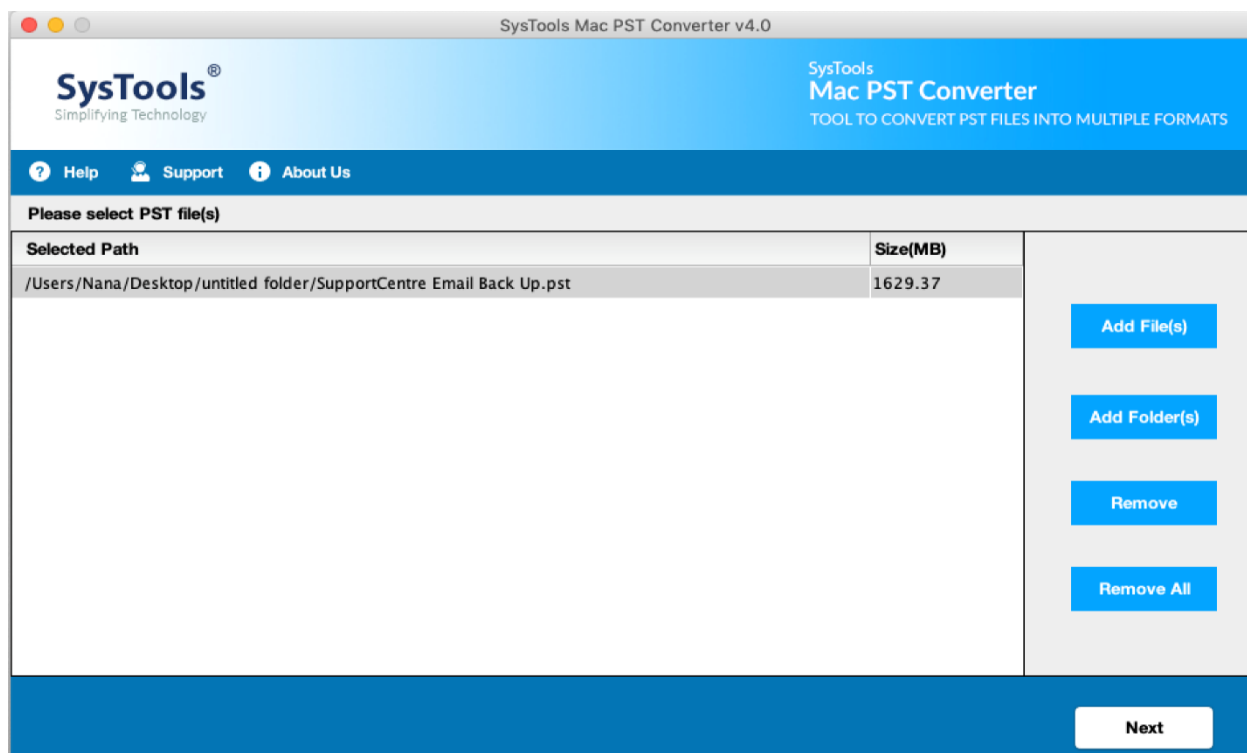 SysTools Mac PST Converter v4.0
SysTools®
Simplifying Technology
SysTools
Mac PST Converter
TOOL TO CONVERT PST FILES INTO MULTIPLE FORMATS
? Help Support i About Us
Please select PST file(s)
Selected Path Size(MB)
/Users/Nana/Desktop/untitled folder/SupportCentre Email Back Up.pst 1629.37
Add File(s)
Add Folder(s)
Remove
Remove All
Next